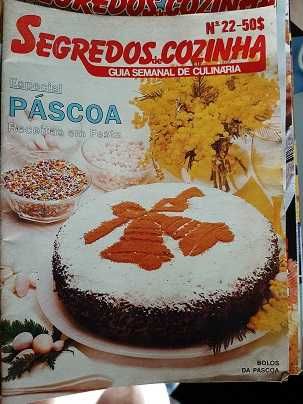 SEGREDOS de COZINHA
Nº 22-50$
SEGREDOS de COZINHA
GUIA SEMANAL DE CULINÁRIA
Especial
PÁSCOA
Receitas em Festa
BOLOS
DA PÁSCOA